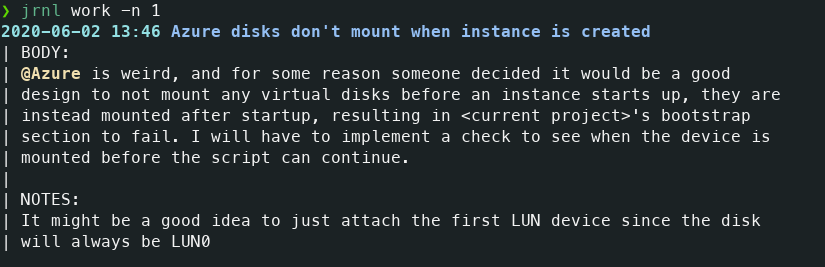 ❯ jrnl work -n 1
2020-06-02 13:46 Azure disks don't mount when instance is created
| BODY:
| @Azure is weird, and for some reason someone decided it would be a good
| design to not mount any virtual disks before an instance starts up, they are
| instead mounted after startup, resulting in <current project>'s bootstrap
| section to fail. I will have to implement a check to see when the device is
| mounted before the script can continue.
|
| NOTES:
| It might be a good idea to just attach the first LUN device since the disk
| will always be LUN0